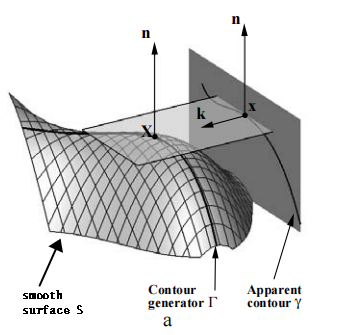 n
n
x
k
X
smooth
surface S
Contour
generator Γ
Apparent
contour γ
a